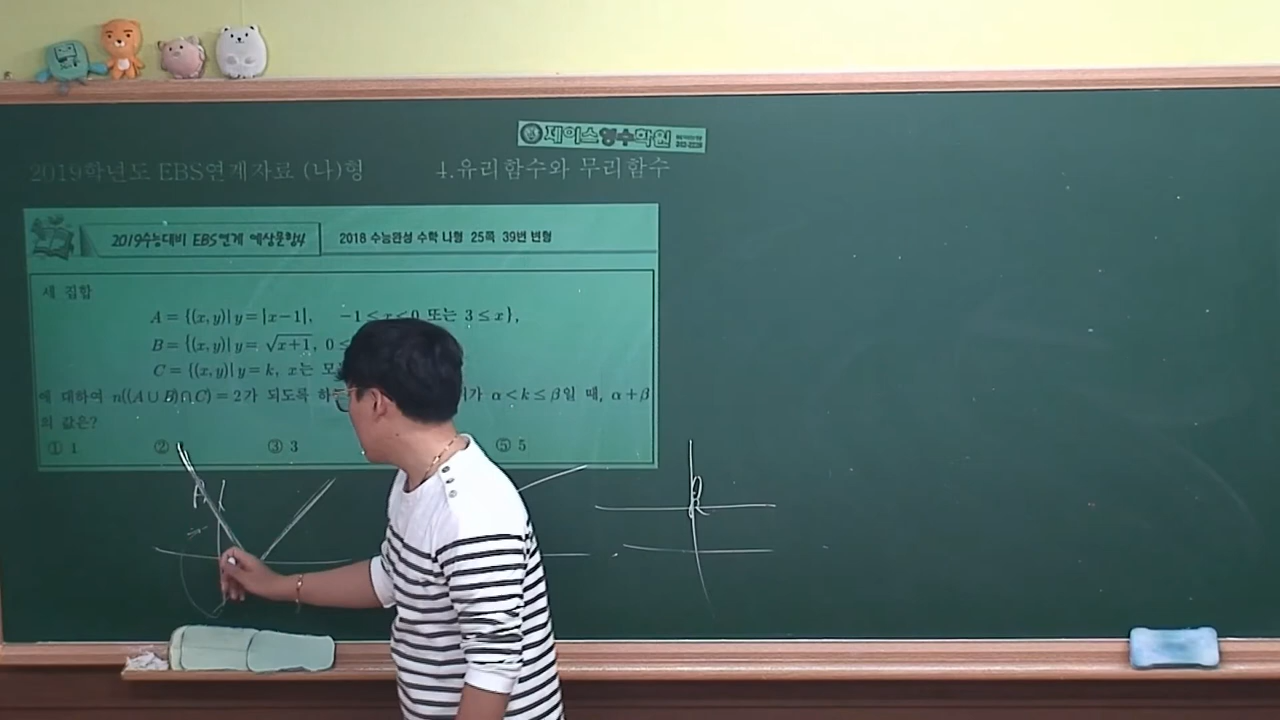 제이스영수학원
2019학년도 EBS연계자료 (나)형
4.유리함수와 무리함수
2019수능대비 EBS연계 예상문항4
2018 수능완성 수학 나형 25쪽 39번 변형
세 집합
A = {(x, y)| y = |x−1|, −1 ≤ x < 0 또는 3 ≤ x},
B = {(x, y)| y = √x+1, 0 ≤
C = {(x, y)| y = k, x는
에 대하여 n((A∪B)∩C) = 2가 되도록 α < k ≤ β일 때, α+β
의 값은?
① 1 ② ③ 3 ⑤ 5
A
k